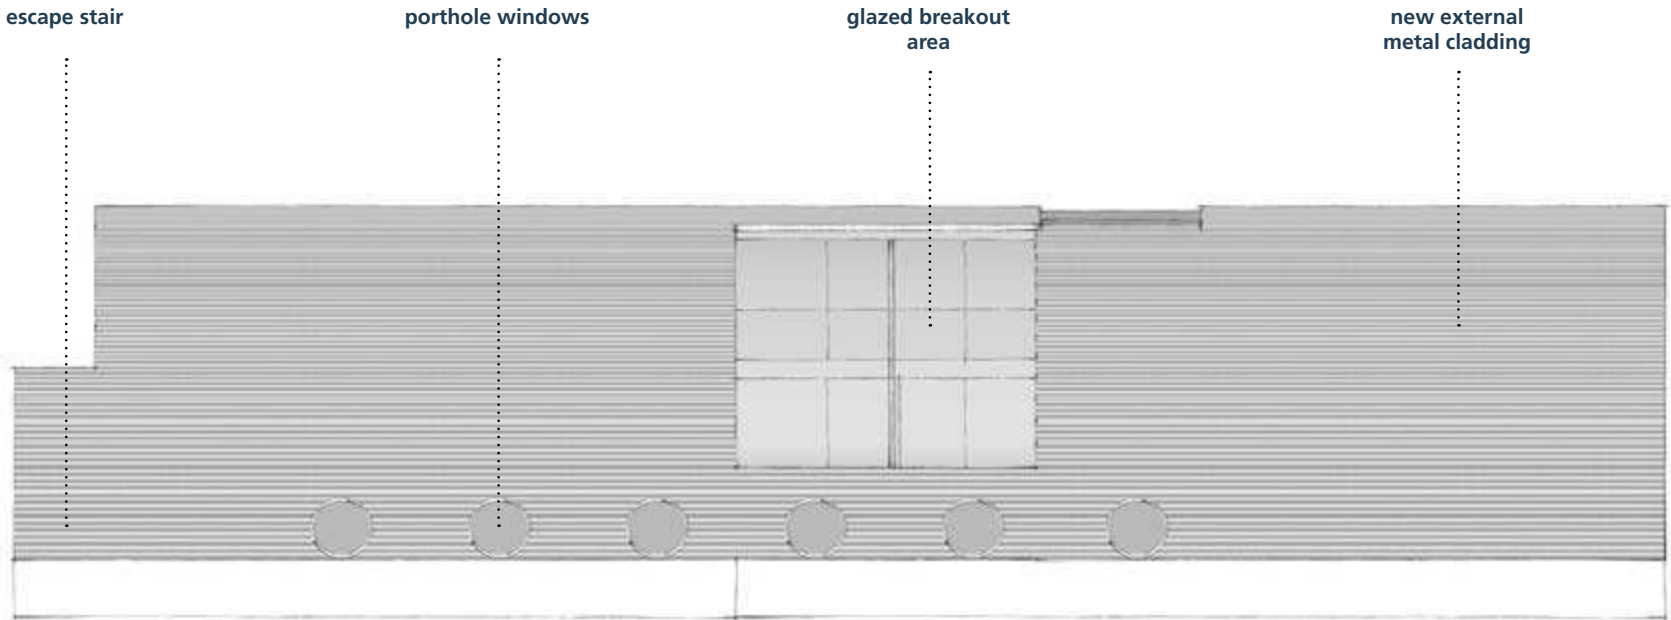 escape stair
porthole windows
glazed breakout
area
new external
metal cladding